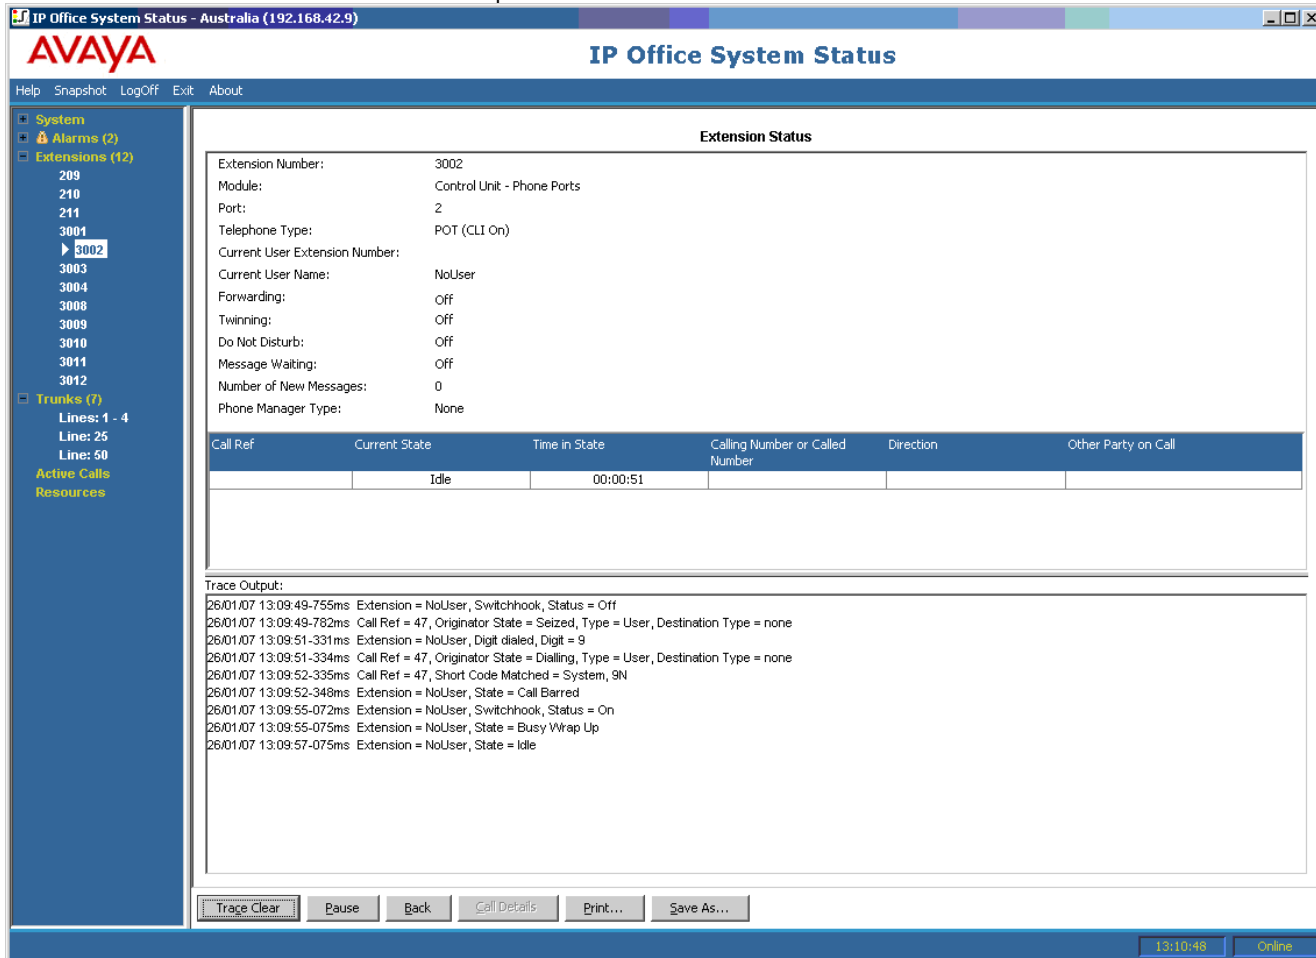 IP Office System Status - Australia (192.168.42.9)
AVAYA
IP Office System Status
Help Snapshot LogOff Exit About
System
Alarms (2)
Extensions (12)
209
210
211
3001
3002
3003
3004
3008
3009
3010
3011
3012
Trunks (7)
Lines: 1 - 4
Line: 25
Line: 50
Active Calls
Resources
Extension Status
Extension Number: 3002
Module: Control Unit - Phone Ports
Port: 2
Telephone Type: POT (CLI On)
Current User Extension Number:
Current User Name: NoUser
Forwarding: Off
Twinning: Off
Do Not Disturb: Off
Message Waiting: Off
Number of New Messages: 0
Phone Manager Type: None
Call Ref Current State Time in State Calling Number or Called Number Direction Other Party on Call
Idle 00:00:51
Trace Output:
26/01/07 13:09:49-755ms Extension = NoUser, Switchhook, Status = Off
26/01/07 13:09:49-782ms Call Ref = 47, Originator State = Seized, Type = User, Destination Type = none
26/01/07 13:09:51-331ms Extension = NoUser, Digit dialed, Digit = 9
26/01/07 13:09:51-334ms Call Ref = 47, Originator State = Dialling, Type = User, Destination Type = none
26/01/07 13:09:52-335ms Call Ref = 47, Short Code Matched = System, 9N
26/01/07 13:09:52-348ms Extension = NoUser, State = Call Barred
26/01/07 13:09:55-072ms Extension = NoUser, Switchhook, Status = On
26/01/07 13:09:55-075ms Extension = NoUser, State = Busy Wrap Up
26/01/07 13:09:57-075ms Extension = NoUser, State = Idle
Trace Clear Pause Back Call Details Print... Save As...
13:10:48 Online